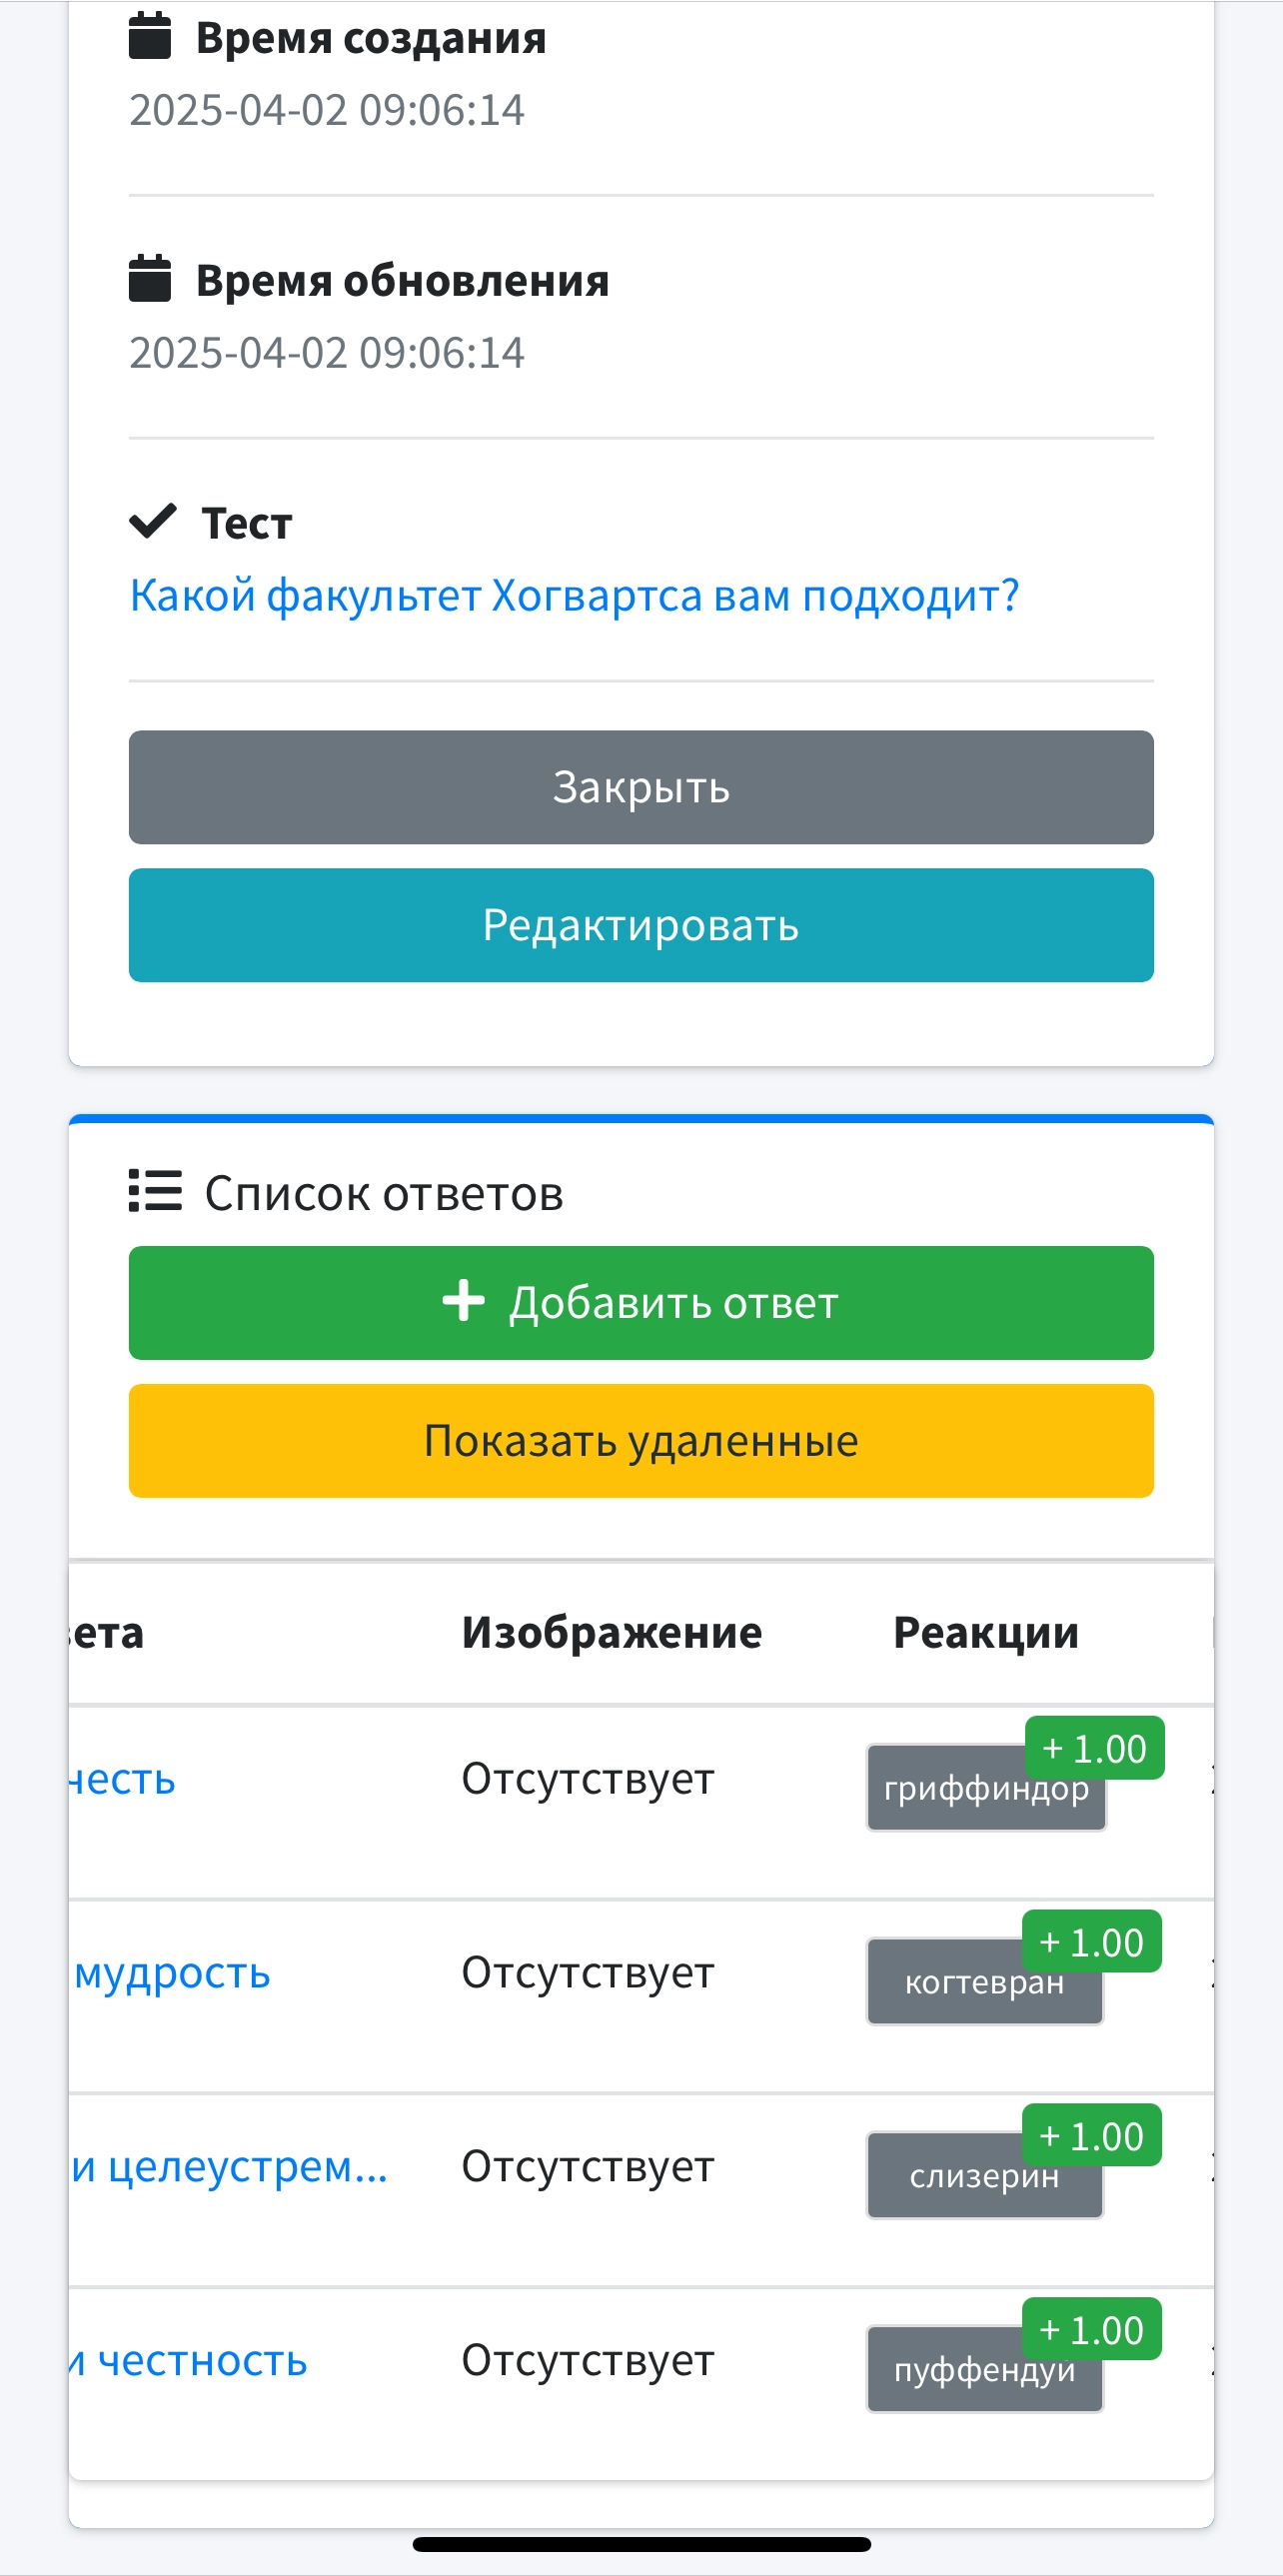 Время создания
2025-04-02 09:06:14
Время обновления
2025-04-02 09:06:14
Тест
Какой факультет Хогвартса вам подходит?
Закрыть
Редактировать
Список ответов
Добавить ответ
Показать удаленные
вета Изображение Реакции
честь Отсутствует гриффиндор + 1.00
мудрость Отсутствует когтевран + 1.00
и целеустрем... Отсутствует слизерин + 1.00
и честность Отсутствует пуффендуй + 1.00